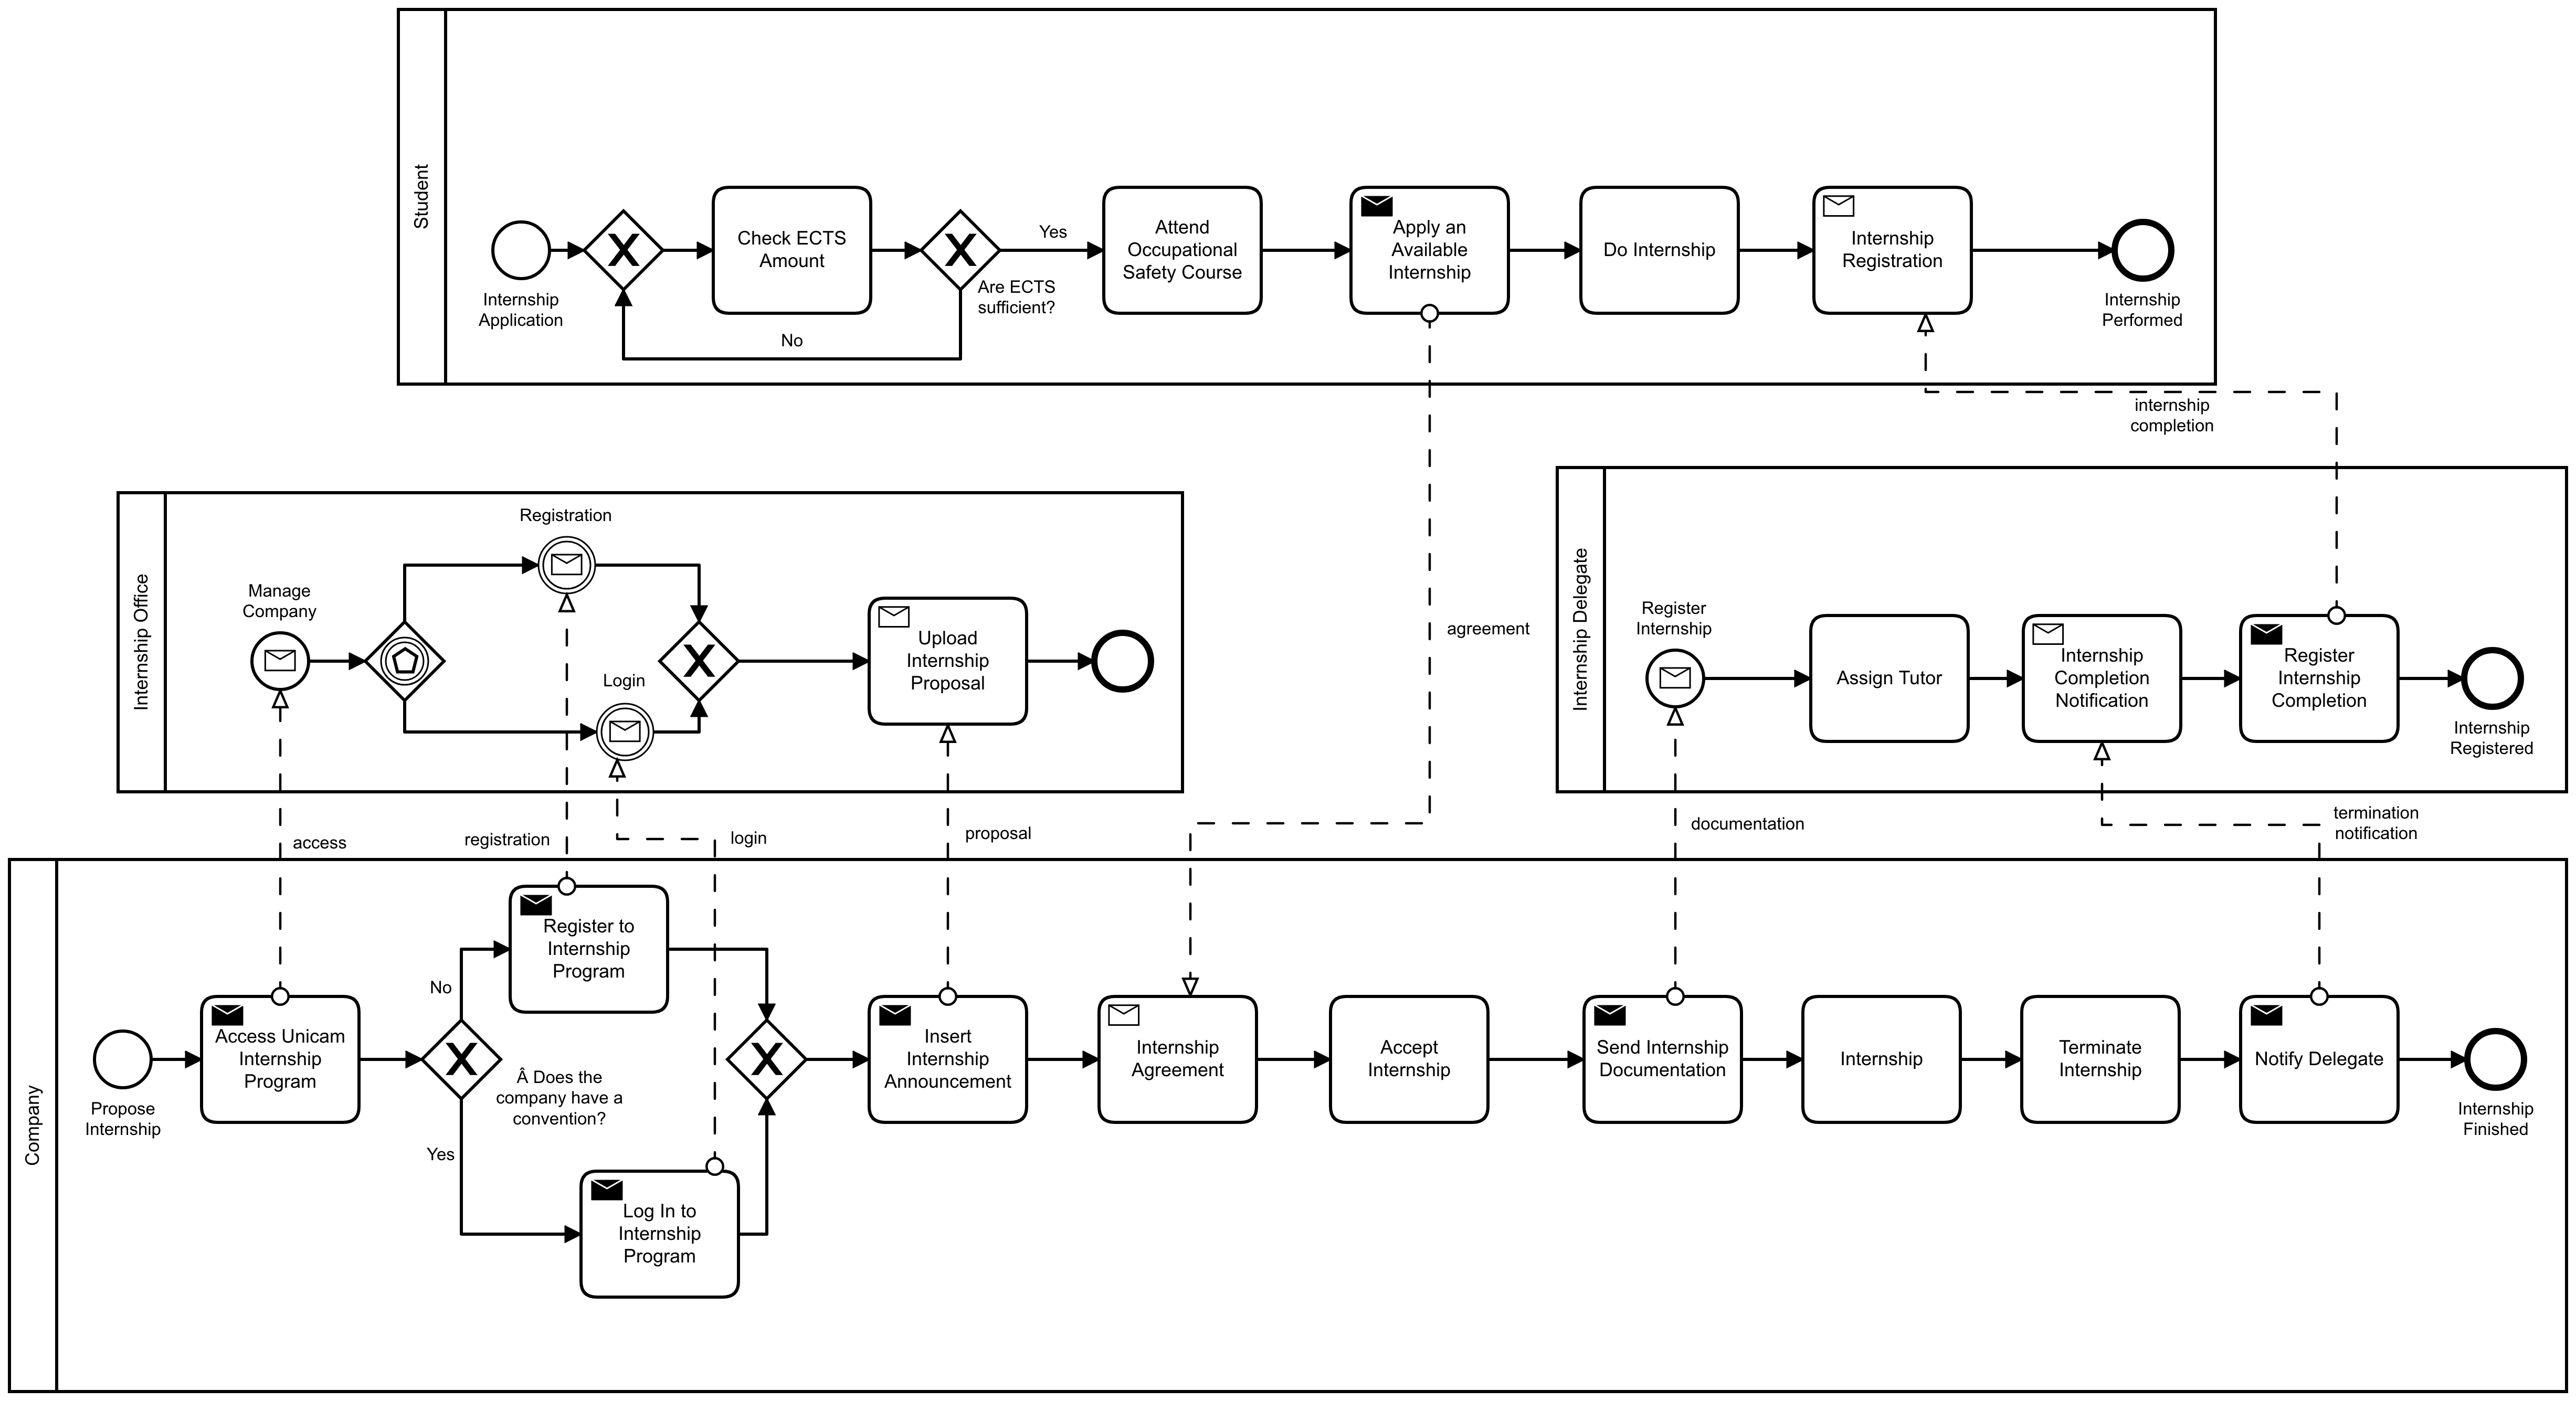 Student
Internship
Application
Check ECTS
Amount
No
Yes
Are ECTS
sufficient?
Attend
Occupational
Safety Course
Apply an
Available
Internship
Do Internship
Internship
Registration
Internship
Performed
internship
completion
agreement
Internship Office
Manage
Company
Registration
Login
Upload
Internship
Proposal
Internship Delegate
Register
Internship
Assign Tutor
Internship
Completion
Notification
Register
Internship
Completion
Internship
Registered
access
registration
login
proposal
documentation
termination
notification
Company
Propose
Internship
Access Unicam
Internship
Program
No
Yes
Â Does the
company have a
convention?
Register to
Internship
Program
Log In to
Internship
Program
Insert
Internship
Announcement
Internship
Agreement
Accept
Internship
Send Internship
Documentation
Internship
Terminate
Internship
Notify Delegate
Internship
Finished